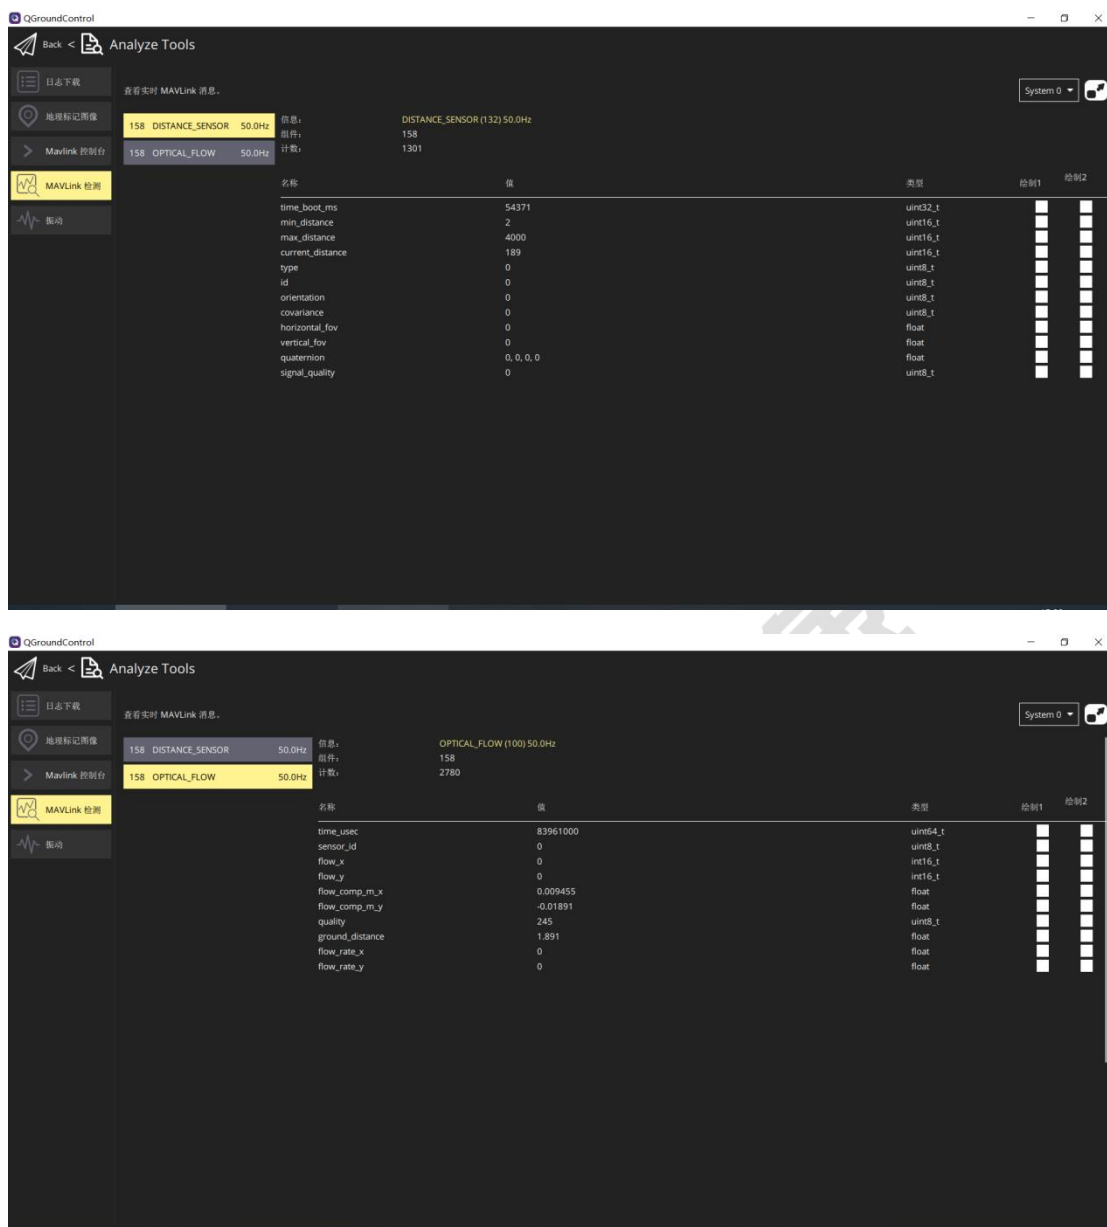 QGroundControl
Back < Analyze Tools
日志下载
地理标记图像
Mavlink 控制台
MAVLink 检测
振动
查看实时 MAVLink 消息。
System 0
158 DISTANCE_SENSOR 50.0Hz
158 OPTICAL_FLOW 50.0Hz
信息: DISTANCE_SENSOR (132) 50.0Hz
组件: 158
计数: 1301
名称 值 类型 绘制1 绘制2
time_boot_ms 54371 uint32_t
min_distance 2 uint16_t
max_distance 4000 uint16_t
current_distance 189 uint16_t
type 0 uint8_t
id 0 uint8_t
orientation 0 uint8_t
covariance 0 uint8_t
horizontal_fov 0 float
vertical_fov 0 float
quaternion 0, 0, 0, 0 float
signal_quality 0 uint8_t
QGroundControl
Back < Analyze Tools
日志下载
地理标记图像
Mavlink 控制台
MAVLink 检测
振动
查看实时 MAVLink 消息。
System 0
158 DISTANCE_SENSOR 50.0Hz
158 OPTICAL_FLOW 50.0Hz
信息: OPTICAL_FLOW (100) 50.0Hz
组件: 158
计数: 2780
名称 值 类型 绘制1 绘制2
time_usec 83961000 uint64_t
sensor_id 0 uint8_t
flow_x 0 int16_t
flow_y 0 int16_t
flow_comp_m_x 0.009455 float
flow_comp_m_y -0.01891 float
quality 245 uint8_t
ground_distance 1.891 float
flow_rate_x 0 float
flow_rate_y 0 float